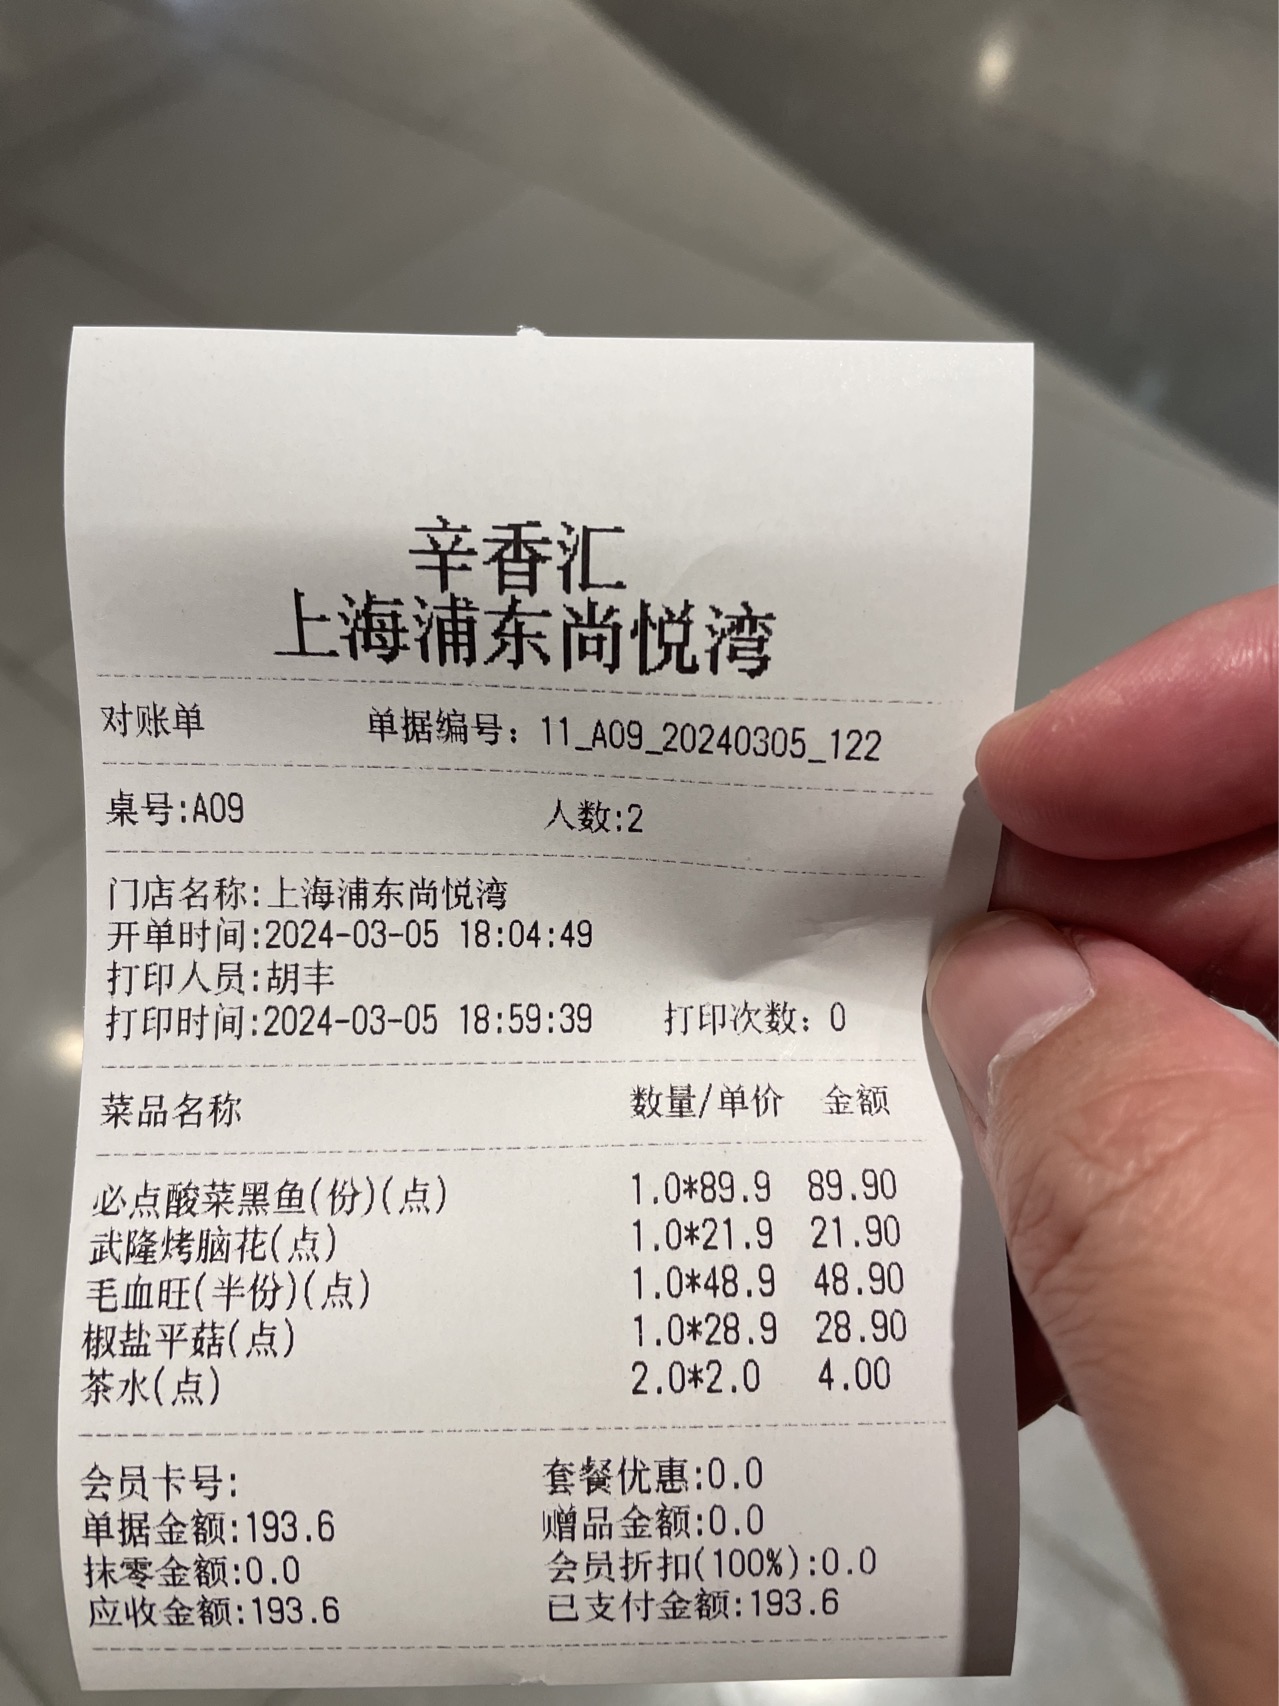 辛香汇
上海浦东尚悦湾
对账单 单据编号：11_A09_20240305_122
桌号:A09 人数:2
门店名称:上海浦东尚悦湾
开单时间:2024-03-05 18:04:49
打印人员:胡丰
打印时间:2024-03-05 18:59:39 打印次数：0
菜品名称 数量/单价 金额
必点酸菜黑鱼(份)(点) 1.0*89.9 89.90
武隆烤脑花(点) 1.0*21.9 21.90
毛血旺(半份)(点) 1.0*48.9 48.90
椒盐平菇(点) 1.0*28.9 28.90
茶水(点) 2.0*2.0 4.00
会员卡号: 套餐优惠:0.0
单据金额:193.6 赠品金额:0.0
抹零金额:0.0 会员折扣(100%):0.0
应收金额:193.6 已支付金额:193.6